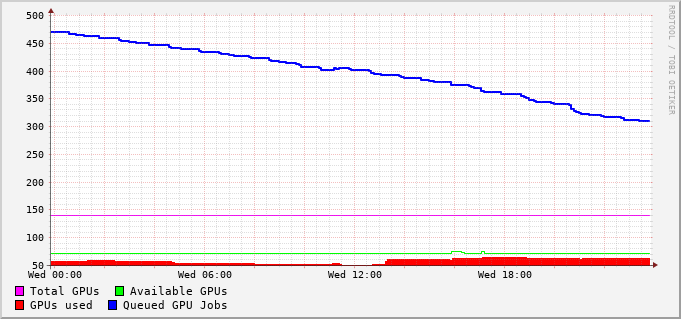 500
450
400
350
300
250
200
150
100
50
Wed 00:00 Wed 06:00 Wed 12:00 Wed 18:00
Total GPUs Available GPUs
GPUs used Queued GPU Jobs
RRDTOOL / TOBI OETIKER